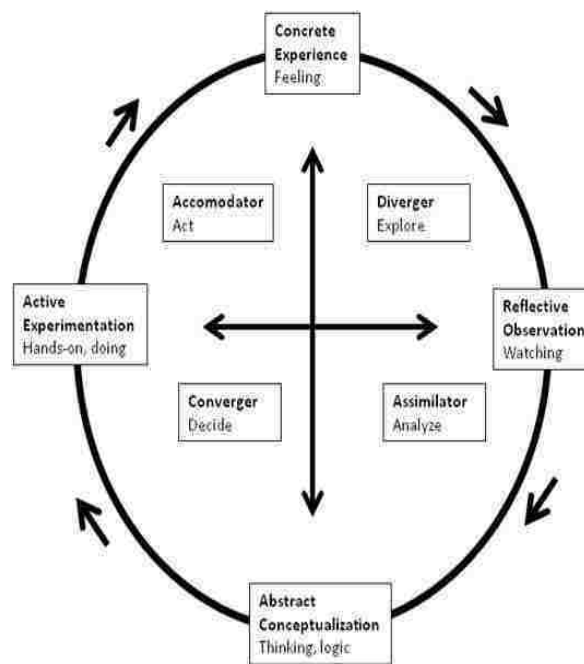 Concrete
Experience
Feeling
Accomodator
Act
Diverger
Explore
Active
Experimentation
Hands-on, doing
Reflective
Observation
Watching
Converger
Decide
Assimilator
Analyze
Abstract
Conceptualization
Thinking, logic